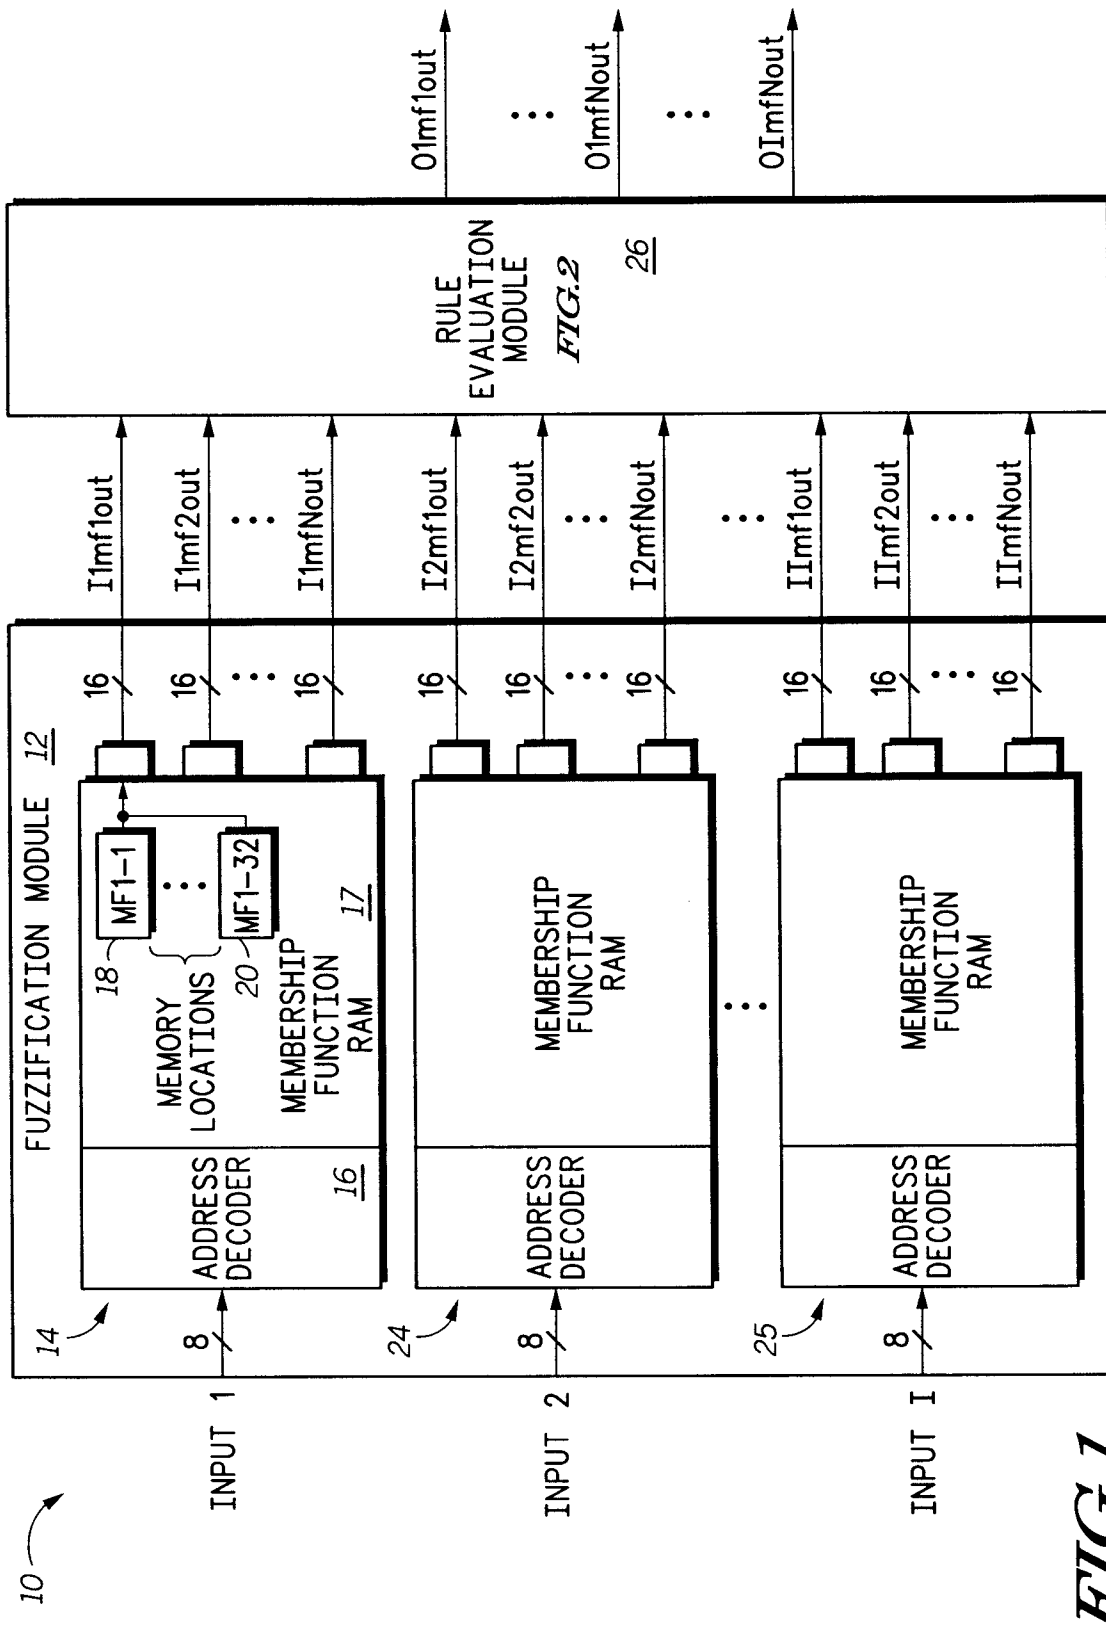 10
FUZZIFICATION MODULE 12
14
INPUT 1
8
ADDRESS
DECODER
16
18
MF1-1
MEMORY
LOCATIONS
20
MF1-32
MEMBERSHIP
FUNCTION
RAM
17
16
I1mf1out
16
I1mf2out
16
I1mfNout
24
INPUT 2
8
ADDRESS
DECODER
MEMBERSHIP
FUNCTION
RAM
16
I2mf1out
16
I2mf2out
16
I2mfNout
25
INPUT I
8
ADDRESS
DECODER
MEMBERSHIP
FUNCTION
RAM
16
IImf1out
16
IImf2out
16
IImfNout
RULE
EVALUATION
MODULE
FIG.2
26
O1mf1out
O1mfNout
OImfNout
FIG.1